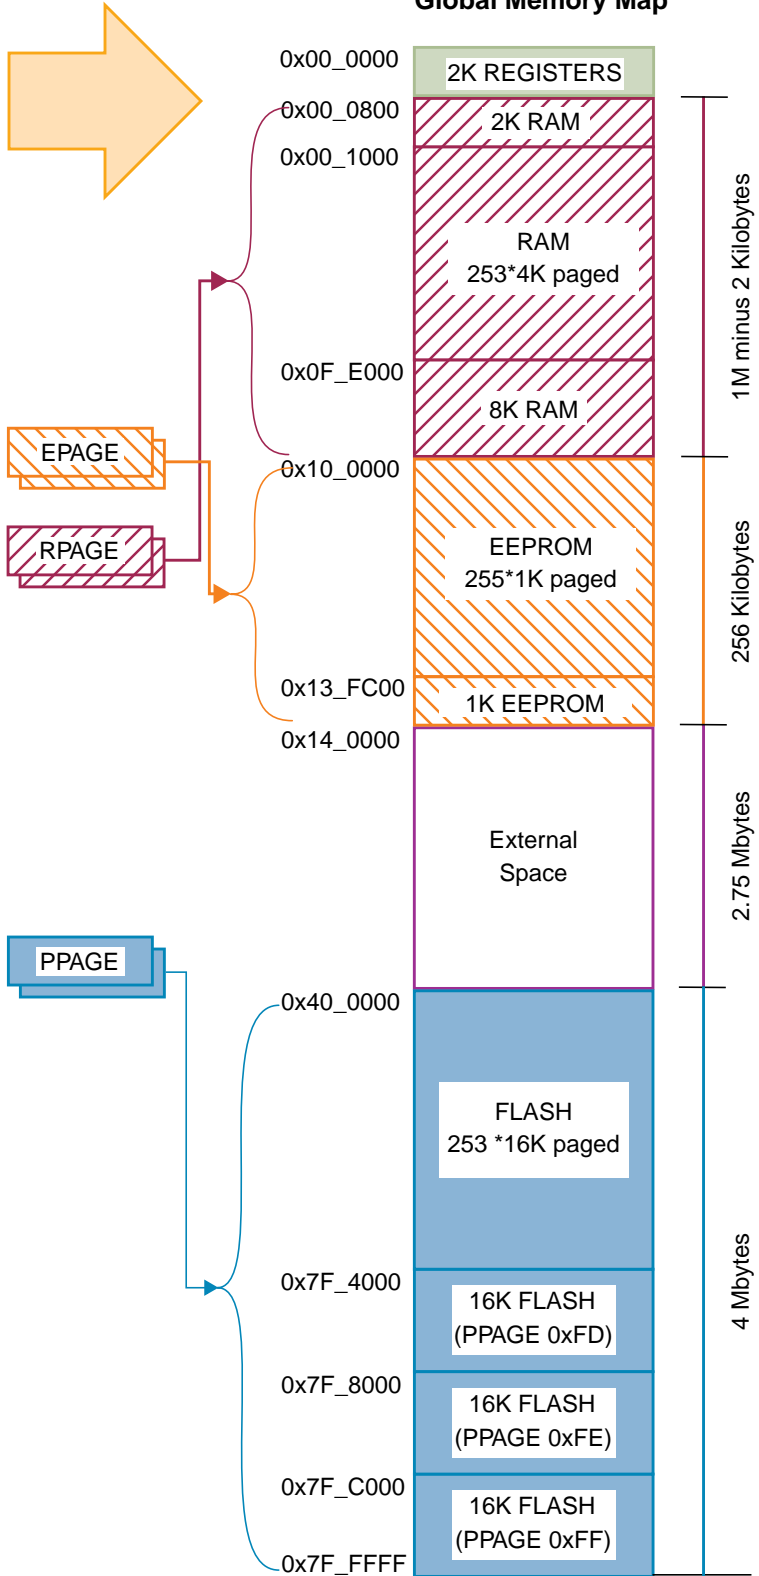 Global Memory Map
0x00_0000
2K REGISTERS
0x00_0800
2K RAM
0x00_1000
RAM
253*4K paged
1M minus 2 Kilobytes
0x0F_E000
8K RAM
EPAGE
0x10_0000
RPAGE
EEPROM
255*1K paged
256 Kilobytes
0x13_FC00
1K EEPROM
0x14_0000
External
Space
2.75 Mbytes
PPAGE
0x40_0000
FLASH
253 *16K paged
4 Mbytes
0x7F_4000
16K FLASH
(PPAGE 0xFD)
0x7F_8000
16K FLASH
(PPAGE 0xFE)
0x7F_C000
16K FLASH
(PPAGE 0xFF)
0x7F_FFFF